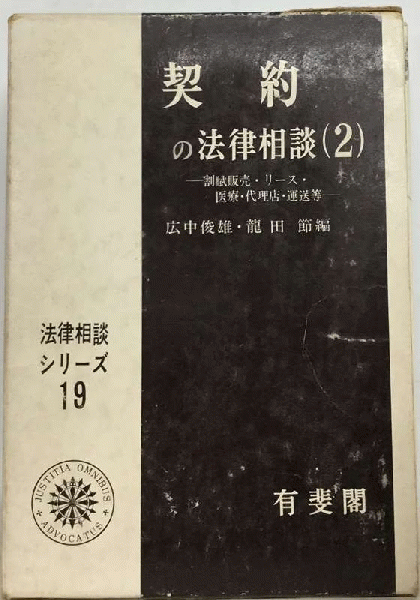 契約
の法律相談(2)
―割賦販売・リース・
医療・代理店・運送等―
広中俊雄・龍田 節編
法律相談
シリーズ
19
JUSTITIA OMNIBUS
ADVOCATUS
有斐閣